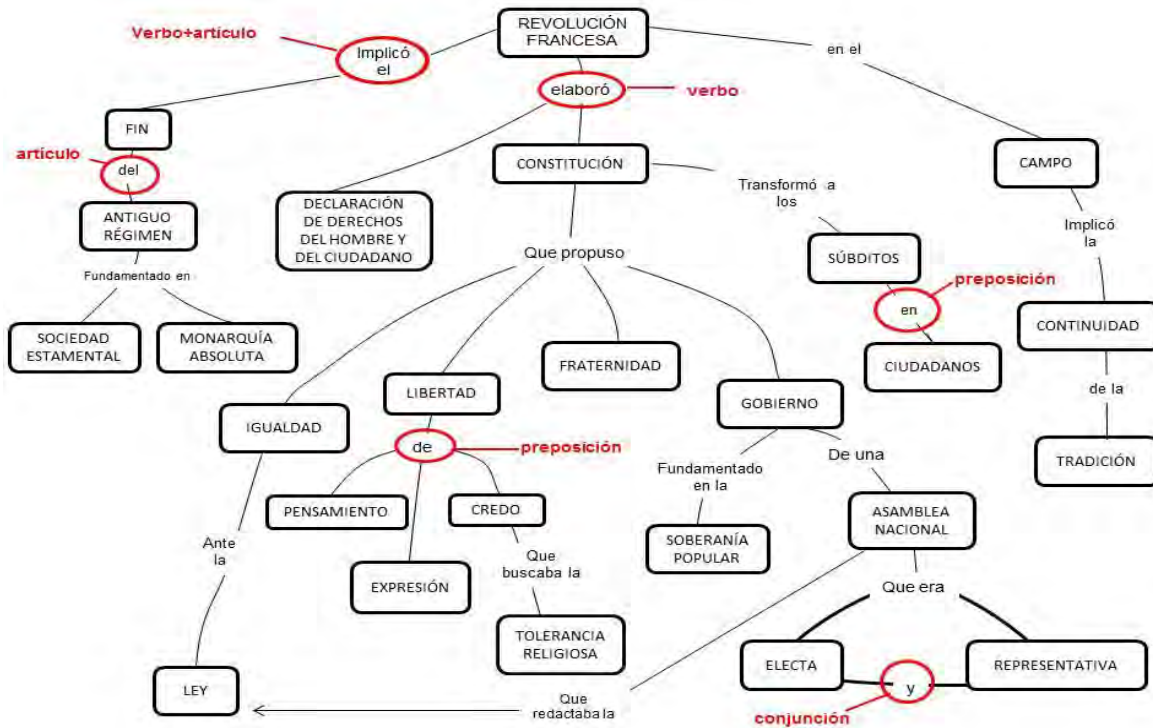 REVOLUCIÓN
FRANCESA
Verbo+artículo
Implicó
el
elaboró
verbo
en el
FIN
artículo
del
ANTIGUO
RÉGIMEN
Fundamentado en
SOCIEDAD
ESTAMENTAL
MONARQUÍA
ABSOLUTA
DECLARACIÓN
DE DERECHOS
DEL HOMBRE Y
DEL CIUDADANO
CONSTITUCIÓN
Transformó a
los
SÚBDITOS
en
preposición
CIUDADANOS
CAMPO
Implicó
la
CONTINUIDAD
de la
TRADICIÓN
Que propuso
IGUALDAD
Ante
la
LEY
LIBERTAD
de
preposición
PENSAMIENTO
EXPRESIÓN
CREDO
Que
buscaba la
TOLERANCIA
RELIGIOSA
FRATERNIDAD
GOBIERNO
Fundamentado
en la
SOBERANÍA
POPULAR
De una
ASAMBLEA
NACIONAL
Que era
ELECTA
y
REPRESENTATIVA
conjunción
Que
redactaba la